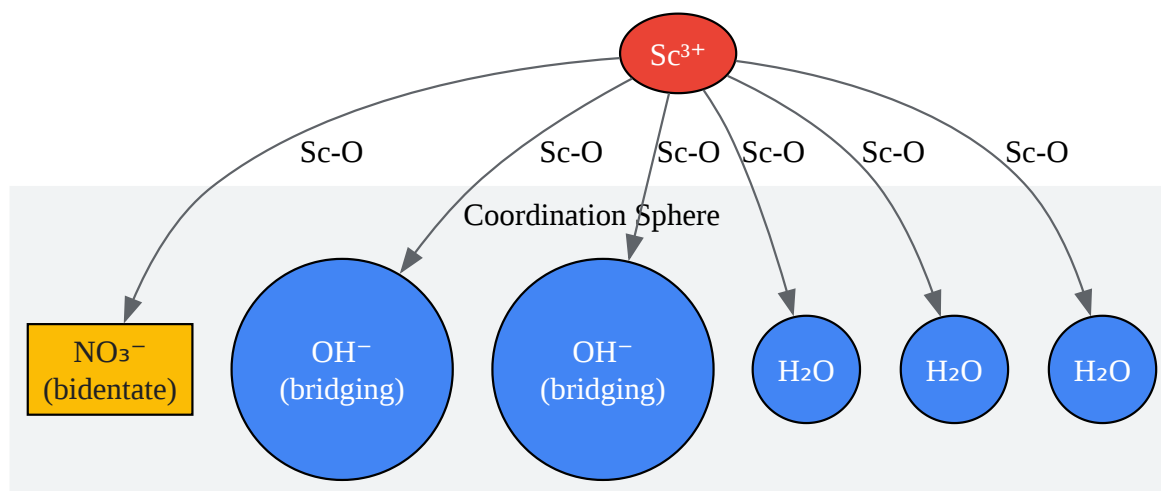 Sc³⁺
Sc-O Sc-O Sc-O Sc-O Sc-O Sc-O
Coordination Sphere
NO₃⁻
(bidentate)
OH⁻
(bridging)
OH⁻
(bridging)
H₂O
H₂O
H₂O